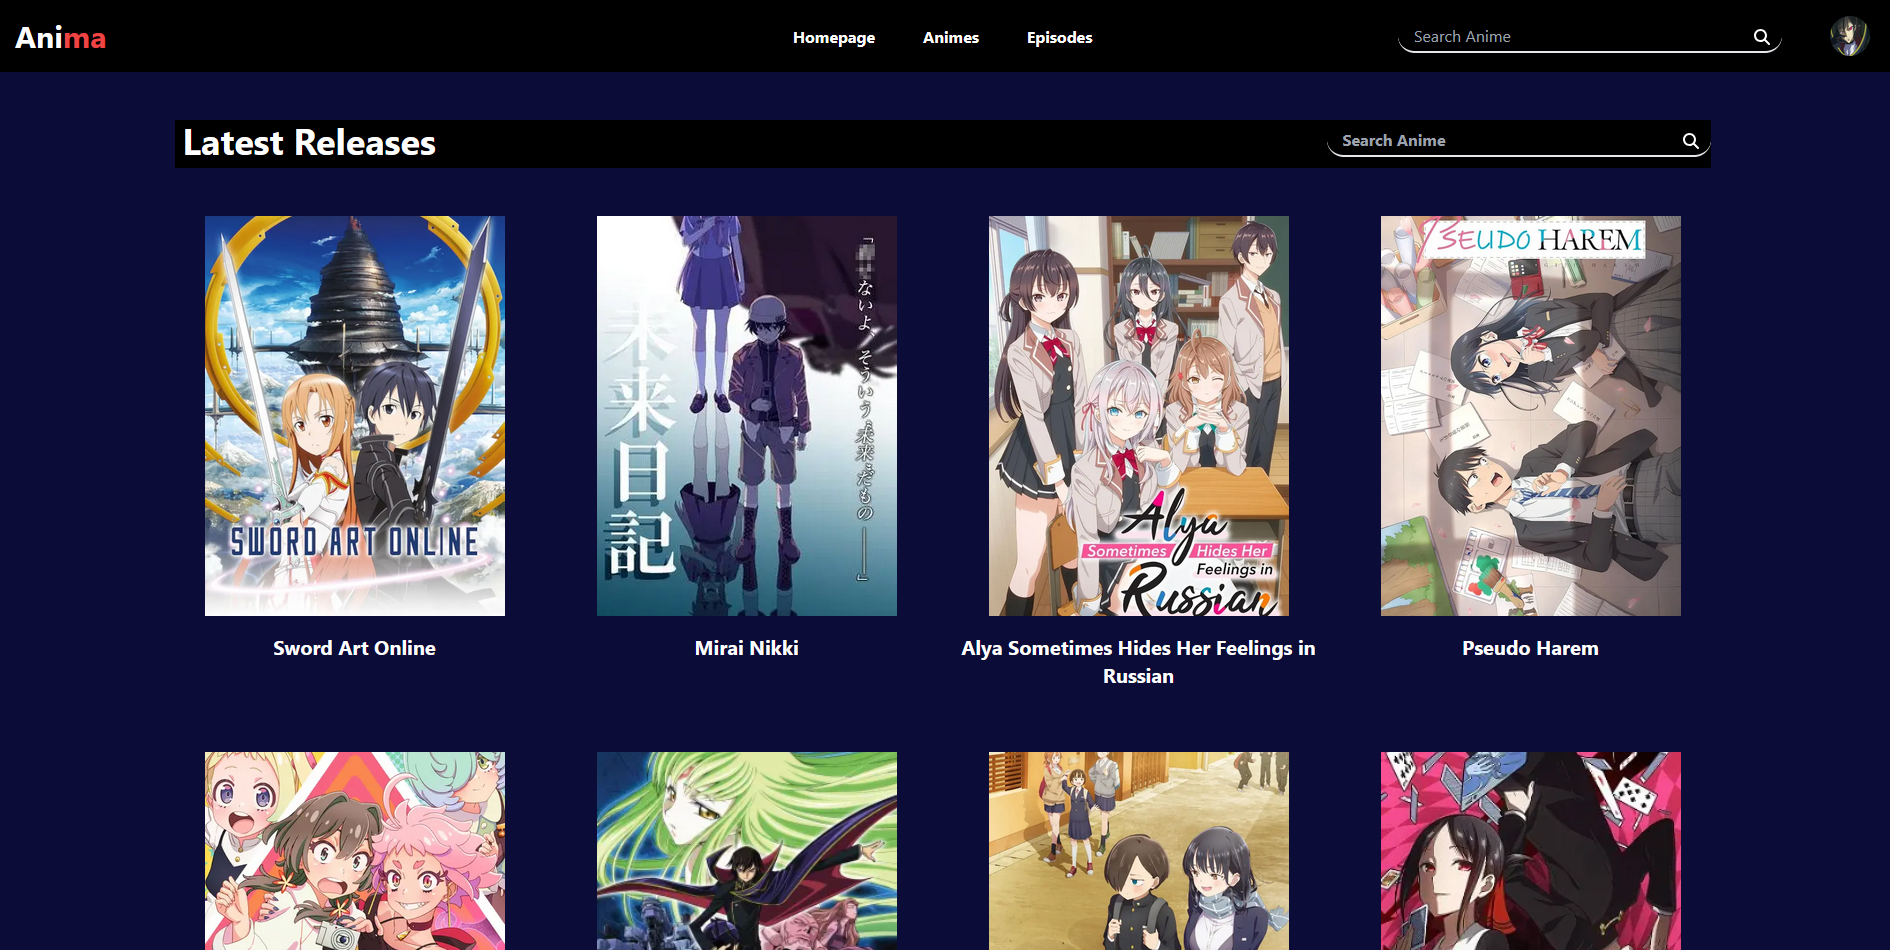 Anima
Homepage
Animes
Episodes
Search Anime
Latest Releases
Search Anime
SWORD ART ONLINE
未来日記
ないよ、そういう未来だもの――」
Alya
Sometimes Hides Her
Feelings in
Russian
PSEUDO HAREM
Sword Art Online
Mirai Nikki
Alya Sometimes Hides Her Feelings in
Russian
Pseudo Harem